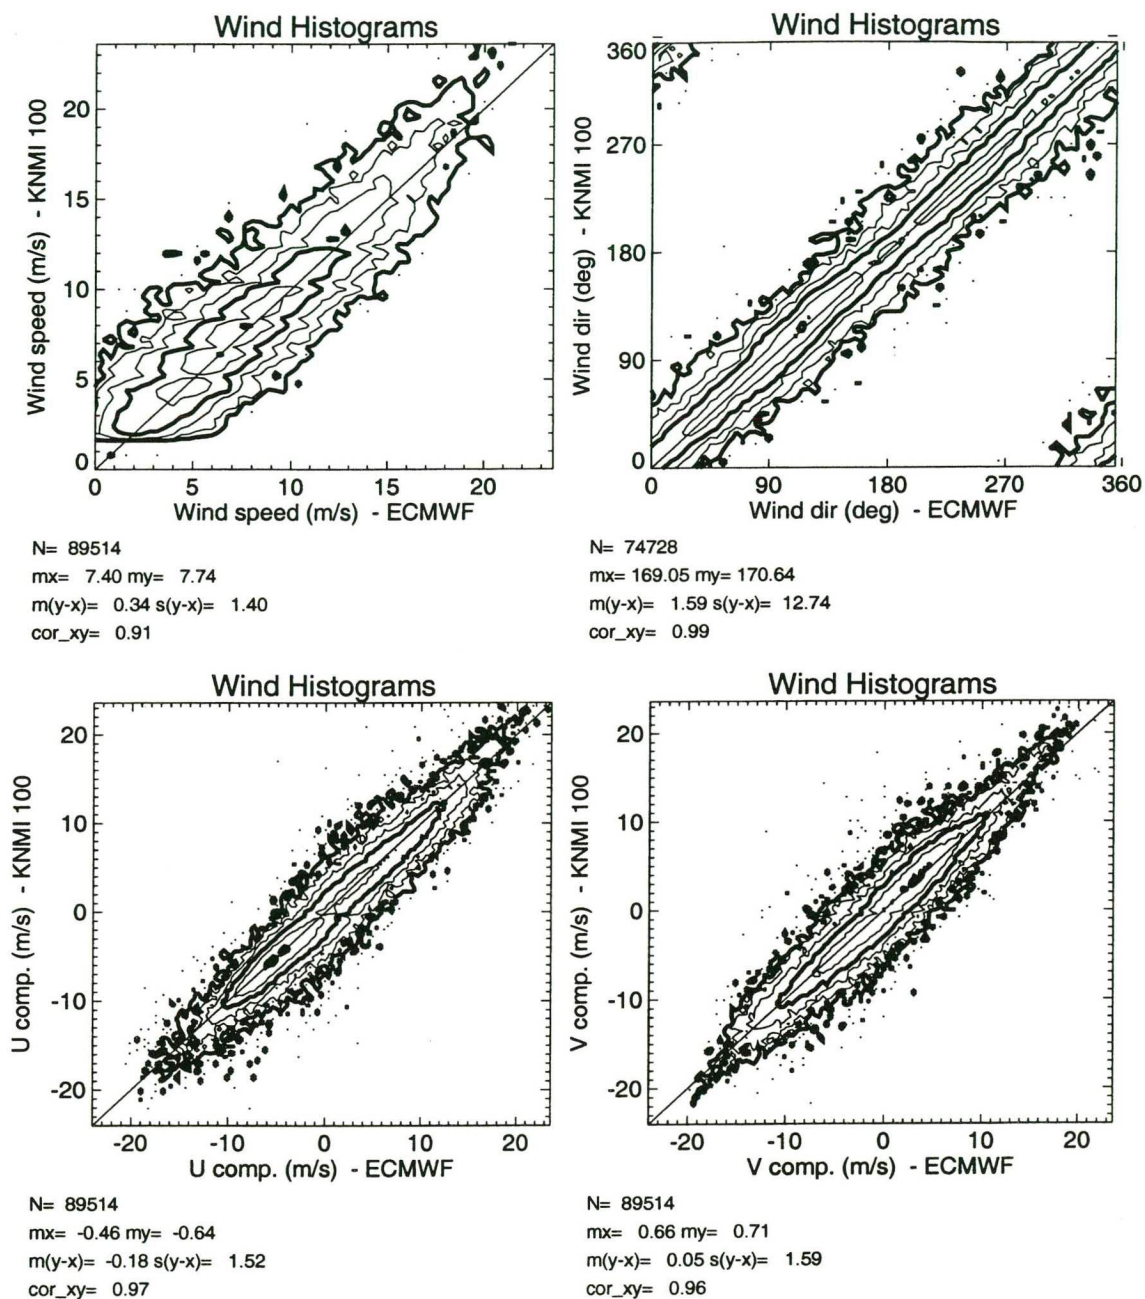 Wind Histograms
Wind speed (m/s) - KNMI 100
20
15
10
5
0
0 5 10 15 20
Wind speed (m/s) - ECMWF
N= 89514
mx= 7.40 my= 7.74
m(y-x)= 0.34 s(y-x)= 1.40
cor_xy= 0.91
Wind Histograms
Wind dir (deg) - KNMI 100
360
270
180
90
0
0 90 180 270 360
Wind dir (deg) - ECMWF
N= 74728
mx= 169.05 my= 170.64
m(y-x)= 1.59 s(y-x)= 12.74
cor_xy= 0.99
Wind Histograms
U comp. (m/s) - KNMI 100
20
10
0
-10
-20
-20 -10 0 10 20
U comp. (m/s) - ECMWF
N= 89514
mx= -0.46 my= -0.64
m(y-x)= -0.18 s(y-x)= 1.52
cor_xy= 0.97
Wind Histograms
V comp. (m/s) - KNMI 100
20
10
0
-10
-20
-20 -10 0 10 20
V comp. (m/s) - ECMWF
N= 89514
mx= 0.66 my= 0.71
m(y-x)= 0.05 s(y-x)= 1.59
cor_xy= 0.96